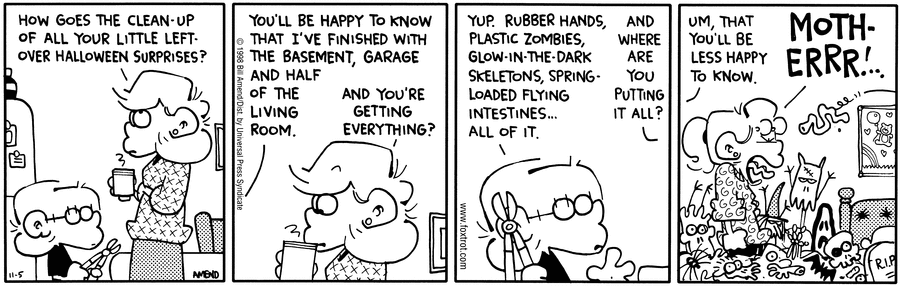 HOW GOES THE CLEAN-UP
OF ALL YOUR LITTLE LEFT-
OVER HALLOWEEN SURPRISES?
11-5
AMEND
© 1998 Bill Amend/Dist. by Universal Press Syndicate
YOU'LL BE HAPPY TO KNOW
THAT I'VE FINISHED WITH
THE BASEMENT, GARAGE
AND HALF
OF THE
LIVING
ROOM.
AND YOU'RE
GETTING
EVERYTHING?
YUP. RUBBER HANDS,
PLASTIC ZOMBIES,
GLOW-IN-THE-DARK
SKELETONS, SPRING-
LOADED FLYING
INTESTINES...
ALL OF IT.
AND
WHERE
ARE
YOU
PUTTING
IT ALL?
www.foxtrot.com
UM, THAT
YOU'LL BE
LESS HAPPY
TO KNOW.
MOTH-
ERRR!...
R.I.P.